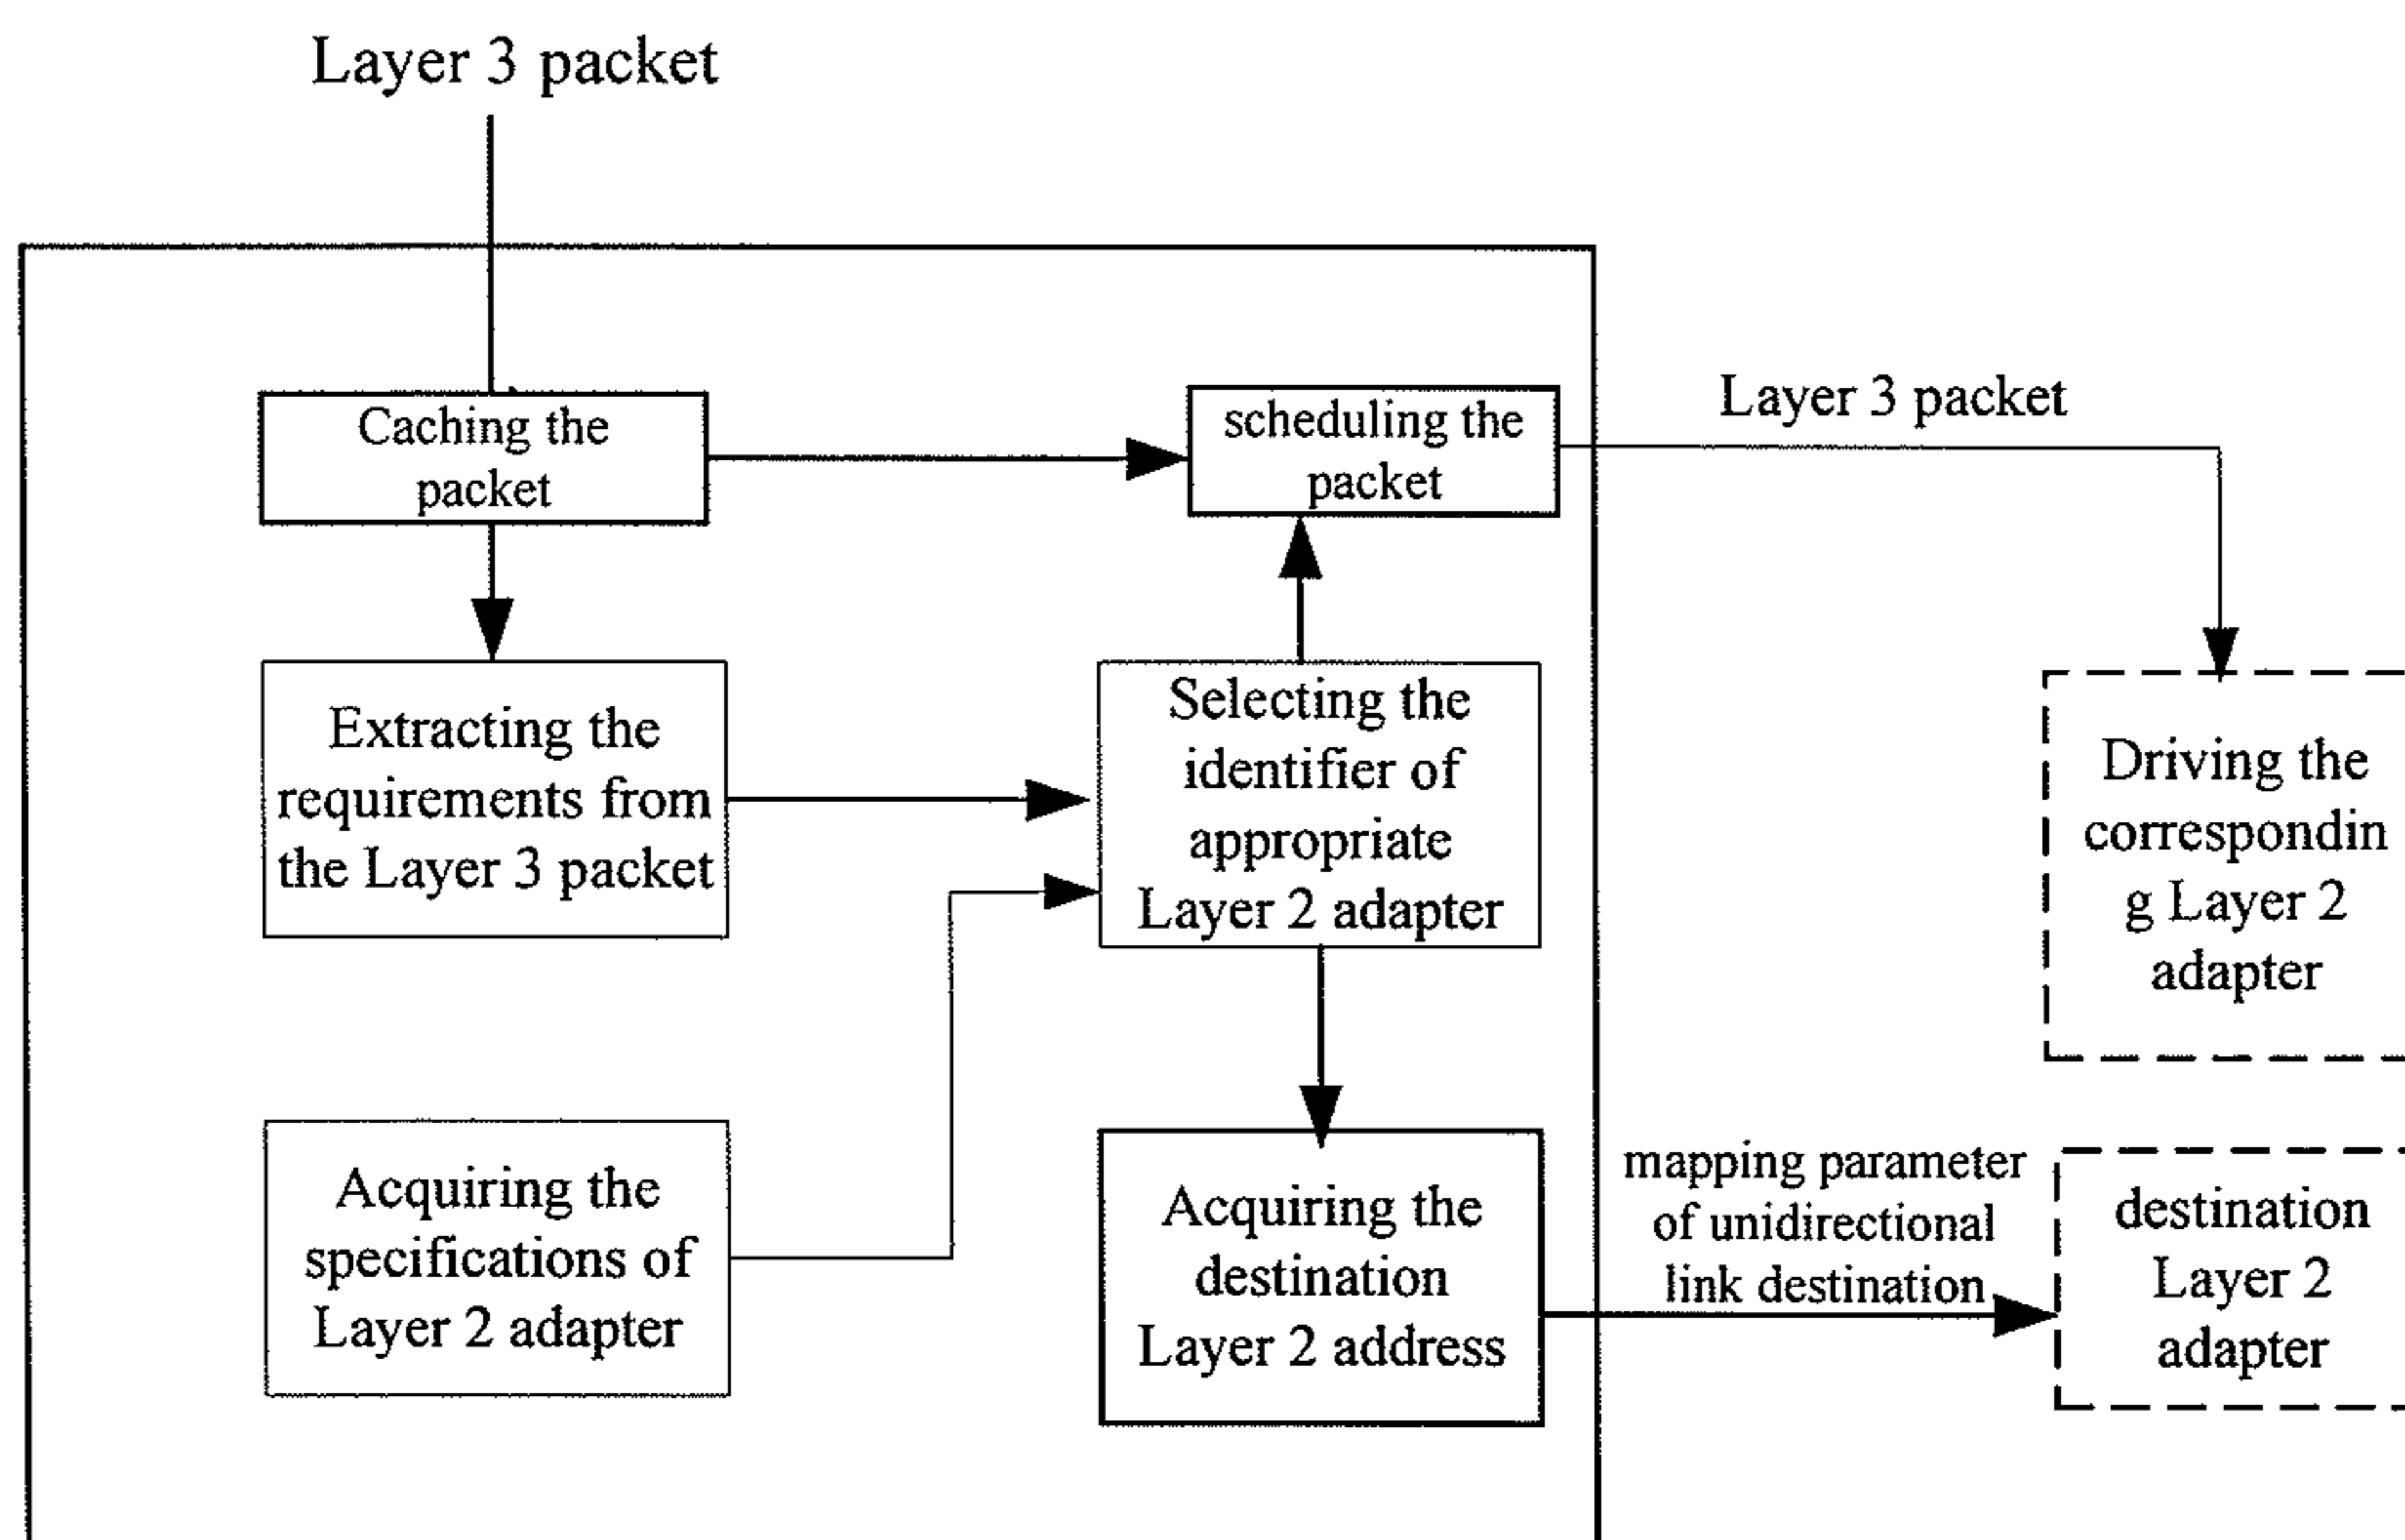 Layer 3 packet
Caching the
packet
scheduling the
packet
Layer 3 packet
Extracting the
requirements from
the Layer 3 packet
Selecting the
identifier of
appropriate
Layer 2 adapter
Driving the
correspondin
g Layer 2
adapter
Acquiring the
specifications of
Layer 2 adapter
Acquiring the
destination
Layer 2 address
mapping parameter
of unidirectional
link destination
destination
Layer 2
adapter